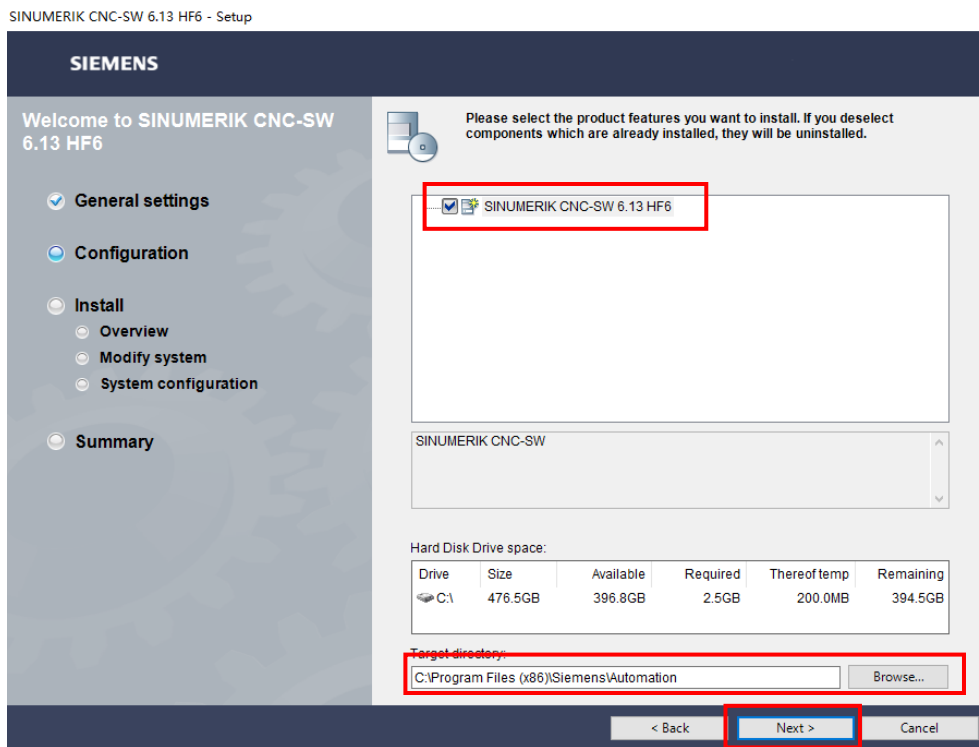 SINUMERIK CNC-SW 6.13 HF6 - Setup
SIEMENS
Welcome to SINUMERIK CNC-SW
6.13 HF6
General settings
Configuration
Install
Overview
Modify system
System configuration
Summary
Please select the product features you want to install. If you deselect
components which are already installed, they will be uninstalled.
SINUMERIK CNC-SW 6.13 HF6
SINUMERIK CNC-SW
Hard Disk Drive space:
Drive Size Available Required Thereof temp Remaining
C:\ 476.5GB 396.8GB 2.5GB 200.0MB 394.5GB
Target directory:
C:\Program Files (x86)\Siemens\Automation Browse...
< Back Next > Cancel